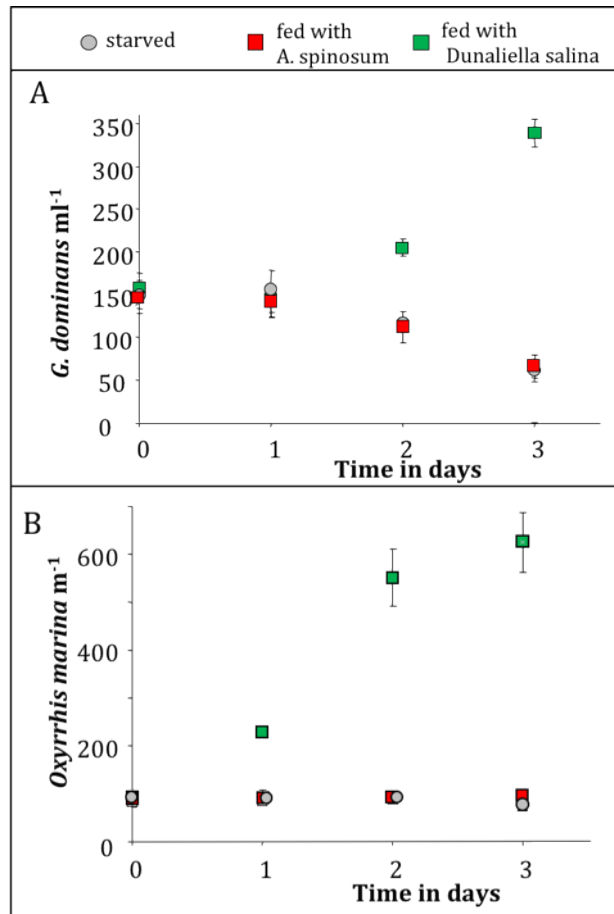 starved
fed with
A. spinosum
fed with
Dunaliella salina
A
350
300
250
200
150
100
50
0
G. dominans ml-1
0 1 2 3
Time in days
B
600
400
200
0
Oxyrrhis marina m-1
0 1 2 3
Time in days